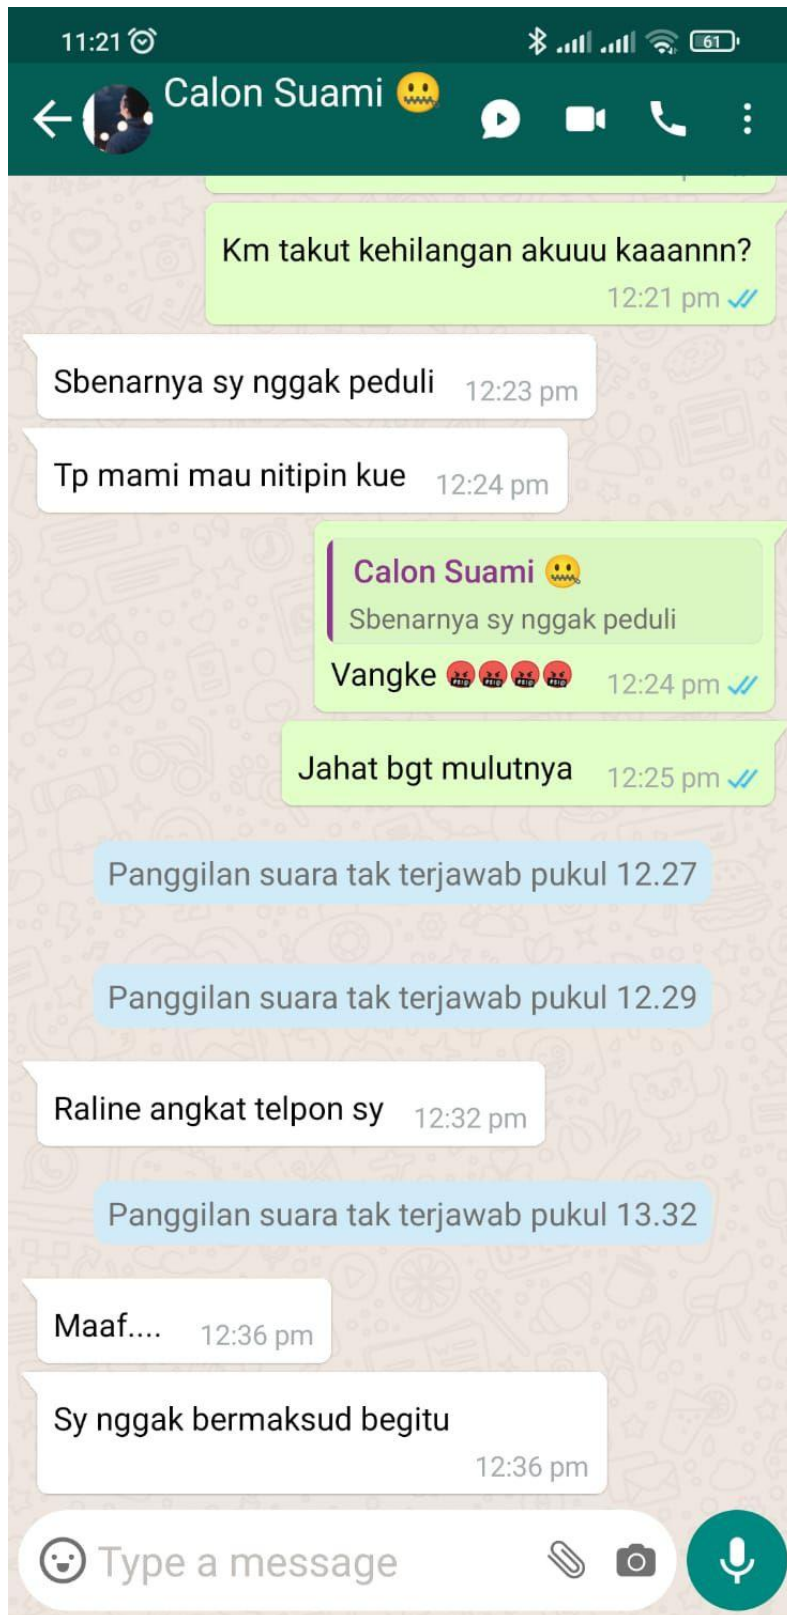 11:21
61
Calon Suami 🤐
Km takut kehilangan akuuu kaaannn?
12:21 pm
Sbenarnya sy nggak peduli 12:23 pm
Tp mami mau nitipin kue 12:24 pm
Calon Suami 🤐
Sbenarnya sy nggak peduli
Vangke 🤬🤬🤬🤬 12:24 pm
Jahat bgt mulutnya 12:25 pm
Panggilan suara tak terjawab pukul 12.27
Panggilan suara tak terjawab pukul 12.29
Raline angkat telpon sy 12:32 pm
Panggilan suara tak terjawab pukul 13.32
Maaf.... 12:36 pm
Sy nggak bermaksud begitu
12:36 pm
Type a message